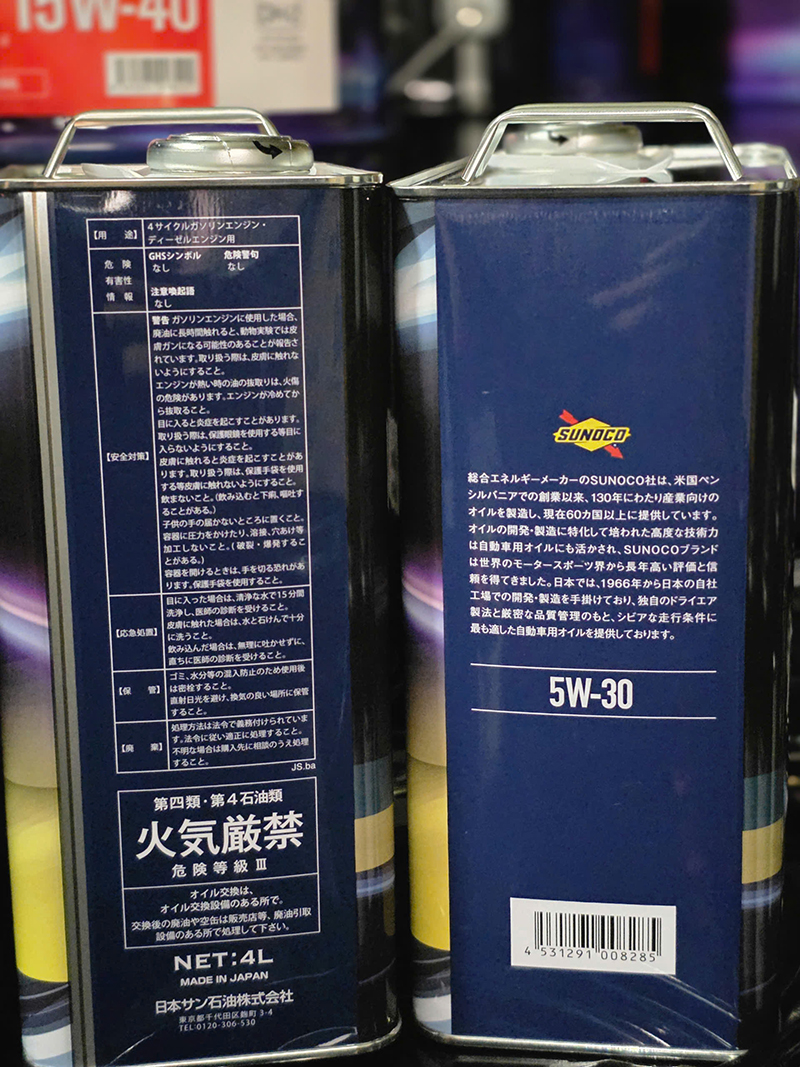 15W-40
【用　途】
4サイクルガソリンエンジン・
ディーゼルエンジン用
危 険
有害性
情 報
GHSシンボル　危険警句
なし　なし
注意喚起語
なし
【安全対策】
警告 ガソリンエンジンに使用した場合、
廃油に長時間触れると、動物実験では皮
膚ガンになる可能性のあることが報告さ
れています。取り扱う際は、皮膚に触れな
いようにすること。
エンジンが熱い時の油の抜取りは、火傷
の危険があります。エンジンが冷めてか
ら抜取ること。
目に入ると炎症を起こすことがあります。
取り扱う際は、保護眼鏡を使用する等目に
入らないようにすること。
皮膚に触れると炎症を起こすことがあ
ります。取り扱う際は、保護手袋を使用す
る等皮膚に触れないようにすること。
飲まないこと。(飲み込むと下痢、嘔吐す
ることがある。)
子供の手の届かないところに置くこと。
容器に圧力をかけたり、溶接、穴あけ等
加工しないこと。(破裂・爆発するこ
とがある。)
容器を開けるときは、手を切る恐れがあ
ります。保護手袋を使用すること。
【応急処置】
目に入った場合は、清浄な水で15分間
洗浄し、医師の診断を受けること。
皮膚に触れた場合は、水と石けんで十分
に洗うこと。
飲み込んだ場合は、無理に吐かせずに、
直ちに医師の診断を受けること。
【保　管】
ゴミ、水分等の混入防止のため使用後
は密栓すること。
直射日光を避け、換気の良い場所に保管
すること。
【廃　棄】
処理方法は法令で義務付けられていま
す。法令に従い適正に処理すること。
不明な場合は購入先に相談のうえ処理
すること。
JS.ba
第四類・第4石油類
火気厳禁
危険等級Ⅲ
オイル交換は、
オイル交換設備のある所で。
交換後の廃油や空缶は販売店等、廃油引取
設備のある所で処理して下さい。
NET:4L
MADE IN JAPAN
日本サン石油株式会社
東京都千代田区麹町 3-4
TEL:0120-306-530
SUNOCO
総合エネルギーメーカーのSUNOCO社は、米国ペン
シルバニアでの創業以来、130年にわたり産業向けの
オイルを製造し、現在60カ国以上に提供しています。
オイルの開発・製造に特化して培われた高度な技術力
は自動車用オイルにも活かされ、SUNOCOブランド
は世界のモータースポーツ界から長年高い評価と信
頼を得てきました。日本では、1966年から日本の自社
工場での開発・製造を手掛けており、独自のドライエア
製法と厳密な品質管理のもと、シビアな走行条件に
最も適した自動車用オイルを提供しております。
5W-30
4 531291 008285